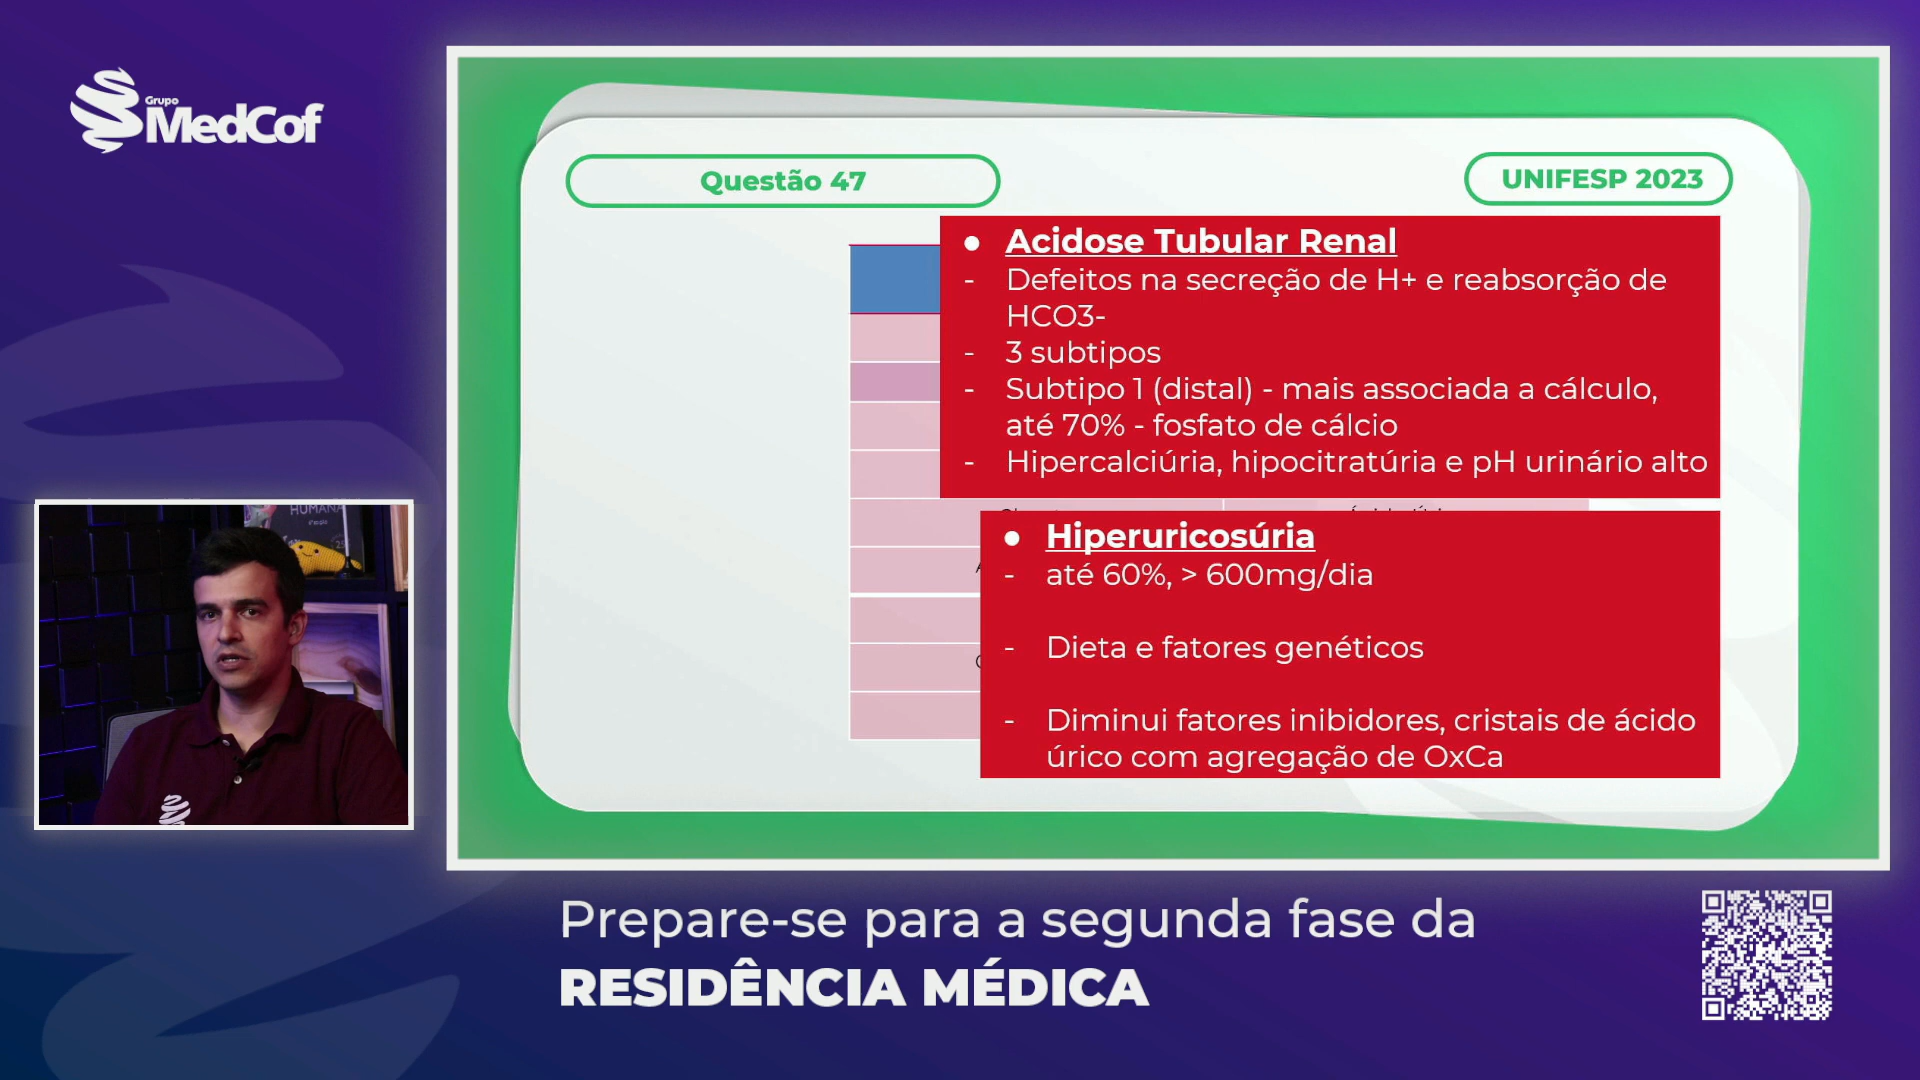 Grupo
MedCof
Questão 47
UNIFESP 2023
● Acidose Tubular Renal
- Defeitos na secreção de H+ e reabsorção de
HCO3-
- 3 subtipos
- Subtipo 1 (distal) - mais associada a cálculo,
até 70% - fosfato de cálcio
- Hipercalciúria, hipocitratúria e pH urinário alto
● Hiperuricosúria
- até 60%, > 600mg/dia
- Dieta e fatores genéticos
- Diminui fatores inibidores, cristais de ácido
úrico com agregação de OxCa
HUMANA
Prepare-se para a segunda fase da
RESIDÊNCIA MÉDICA